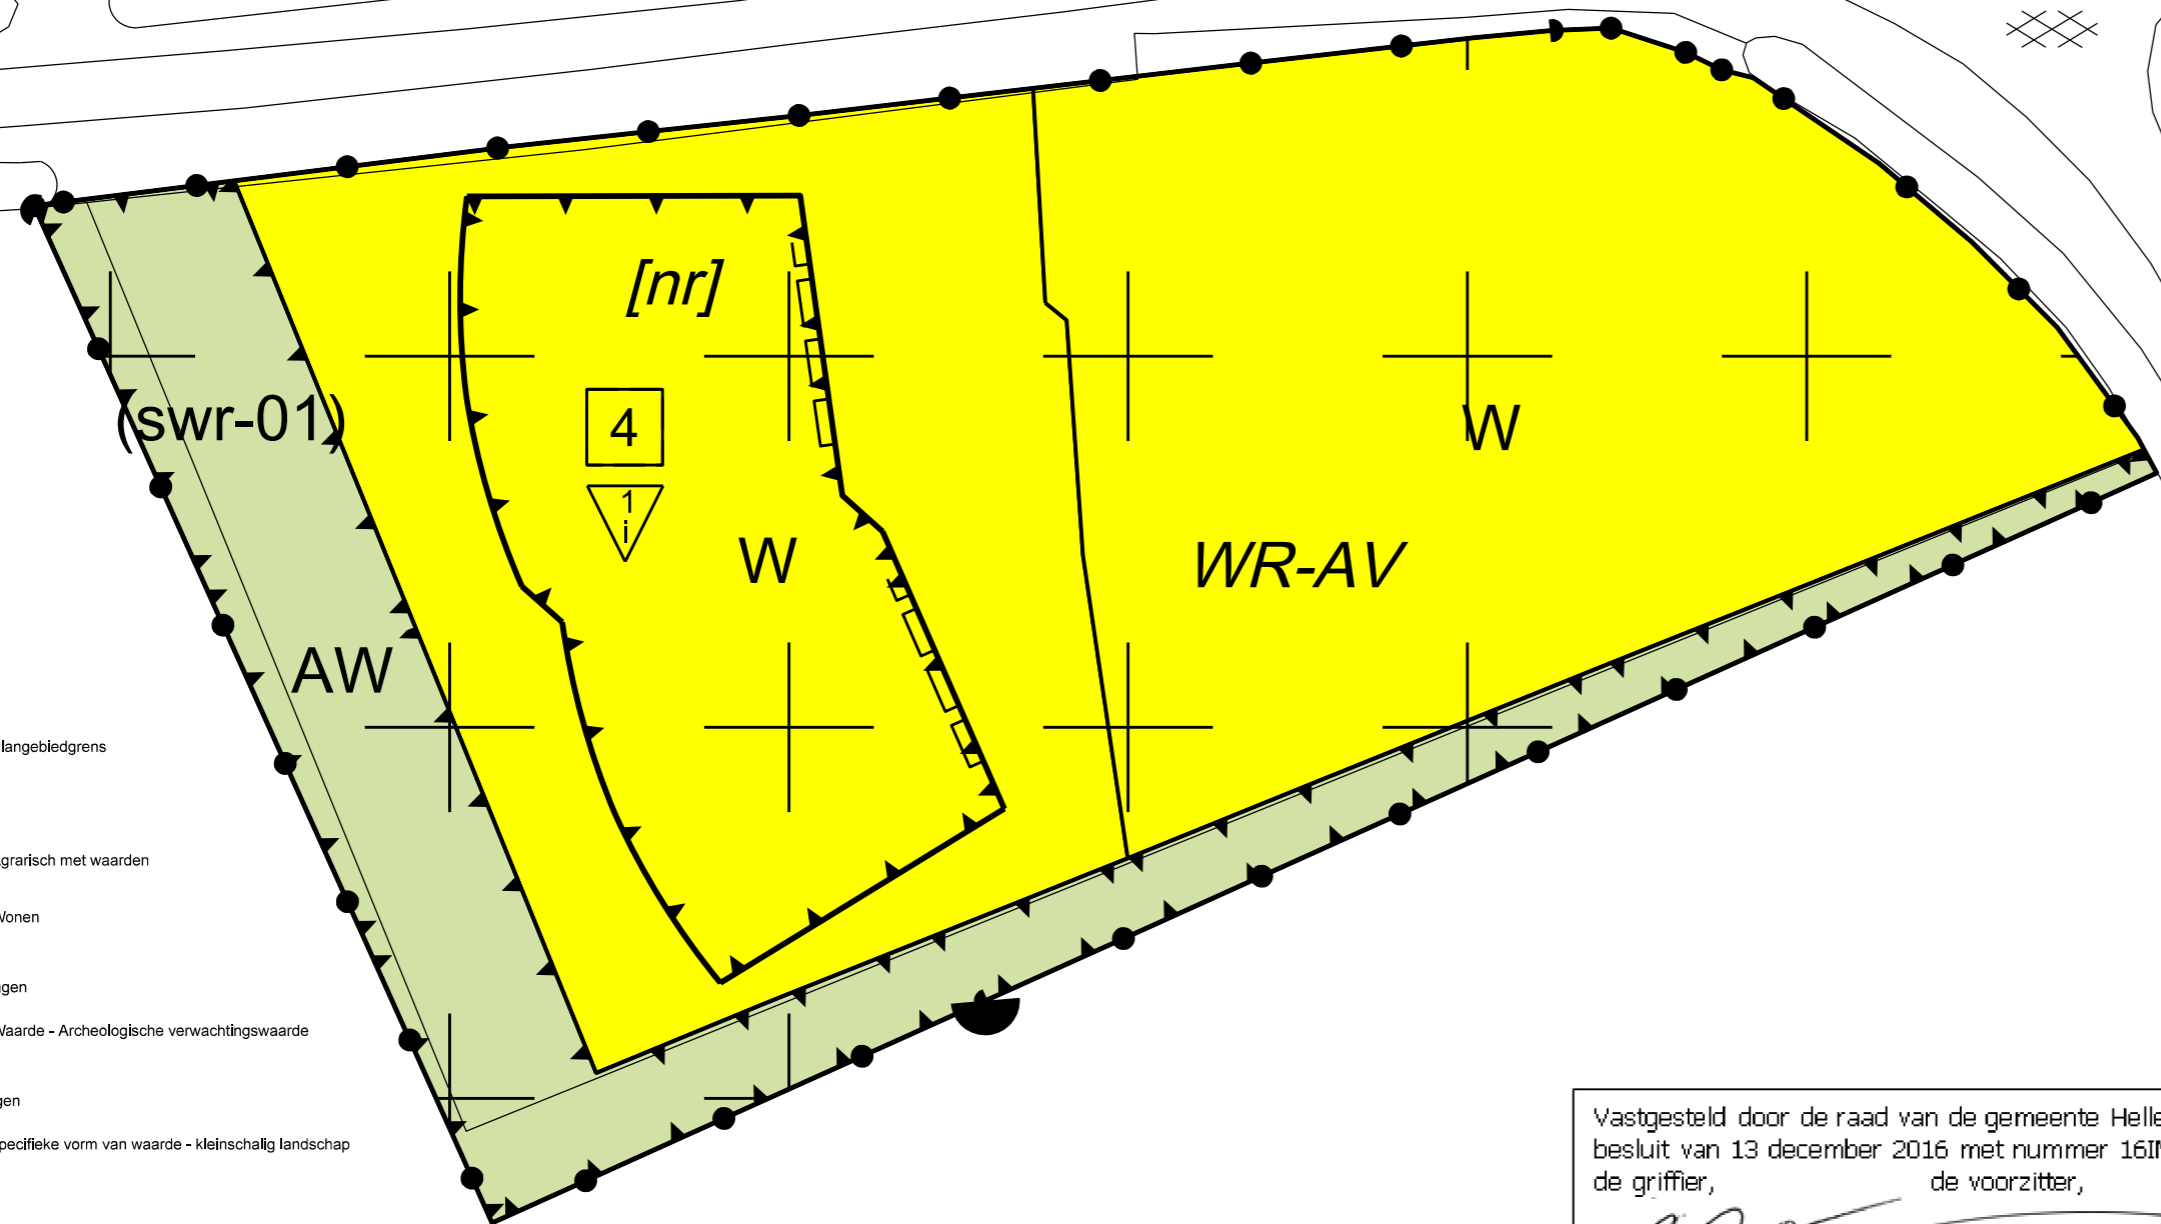 [nr]
(swr-01)
4
1
i
W
W
WR-AV
AW
langebiedgrens
grarisch met waarden
Wonen
gen
Waarde - Archeologische verwachtingswaarde
gen
pecifieke vorm van waarde - kleinschalig landschap
Vastgesteld door de raad van de gemeente Helle
besluit van 13 december 2016 met nummer 16I
de griffier, de voorzitter,